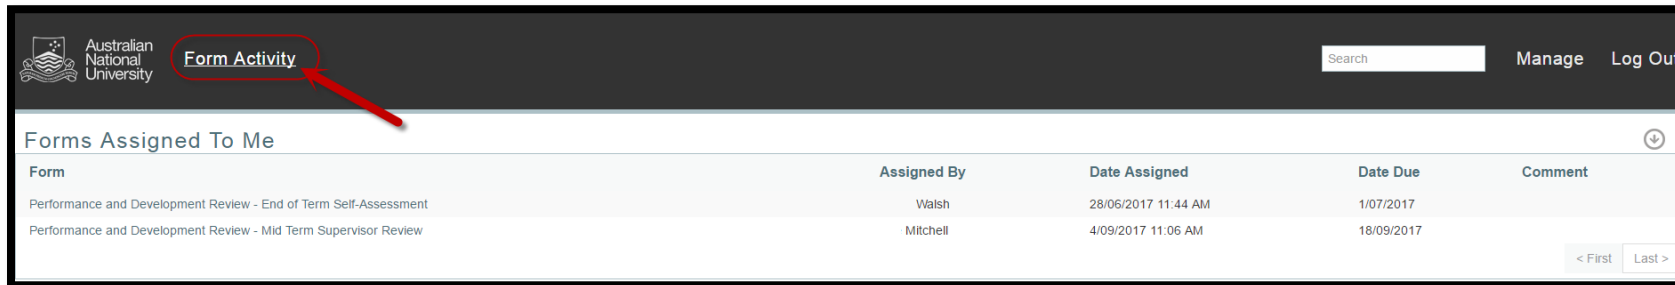 Australian
National
University
Form Activity
Search
Manage
Log Out
Forms Assigned To Me
Form Assigned By Date Assigned Date Due Comment
Performance and Development Review - End of Term Self-Assessment Walsh 28/06/2017 11:44 AM 1/07/2017
Performance and Development Review - Mid Term Supervisor Review Mitchell 4/09/2017 11:06 AM 18/09/2017
< First Last >